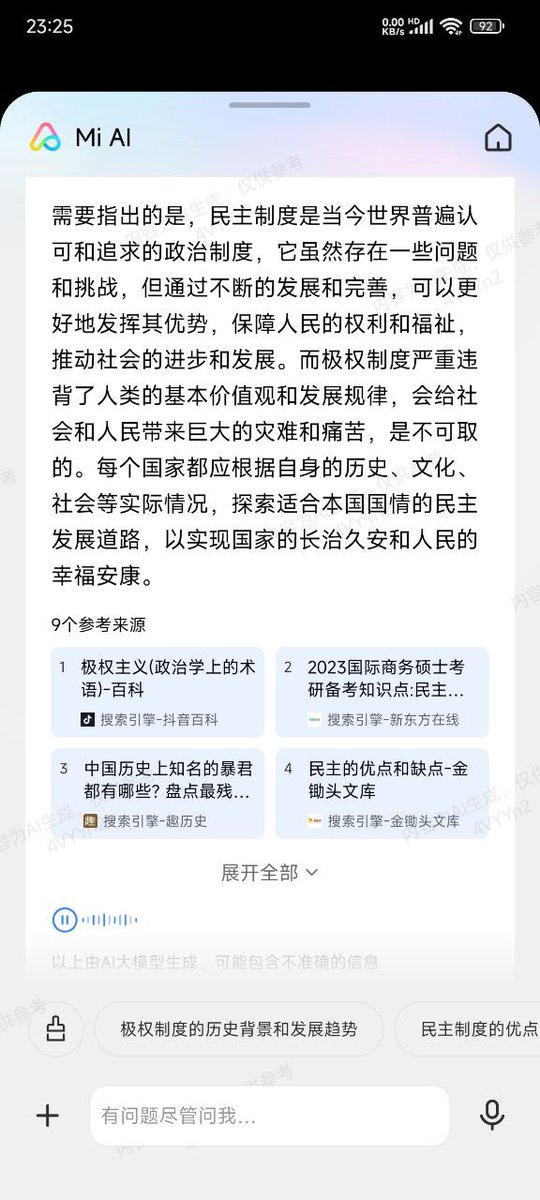 23:25
0.00 KB/s HD 92
Mi AI
需要指出的是，民主制度是当今世界普遍认
可和追求的政治制度，它虽然存在一些问题
和挑战，但通过不断的发展和完善，可以更
好地发挥其优势，保障人民的权利和福祉，
推动社会的进步和发展。而极权制度严重违
背了人类的基本价值观和发展规律，会给社
会和人民带来巨大的灾难和痛苦，是不可取
的。每个国家都应根据自身的历史、文化、
社会等实际情况，探索适合本国国情的民主
发展道路，以实现国家的长治久安和人民的
幸福安康。
9个参考来源
1 极权主义(政治学上的术
语)-百科
搜索引擎-抖音百科
2 2023国际商务硕士考
研备考知识点:民主...
搜索引擎-新东方在线
3 中国历史上知名的暴君
都有哪些? 盘点最残...
搜索引擎-趣历史
4 民主的优点和缺点-金
锄头文库
搜索引擎-金锄头文库
展开全部
以上由AI大模型生成，可能包含不准确的信息
极权制度的历史背景和发展趋势
民主制度的优点
有问题尽管问我...
内容为AI生成，仅供参考
4VYYn2